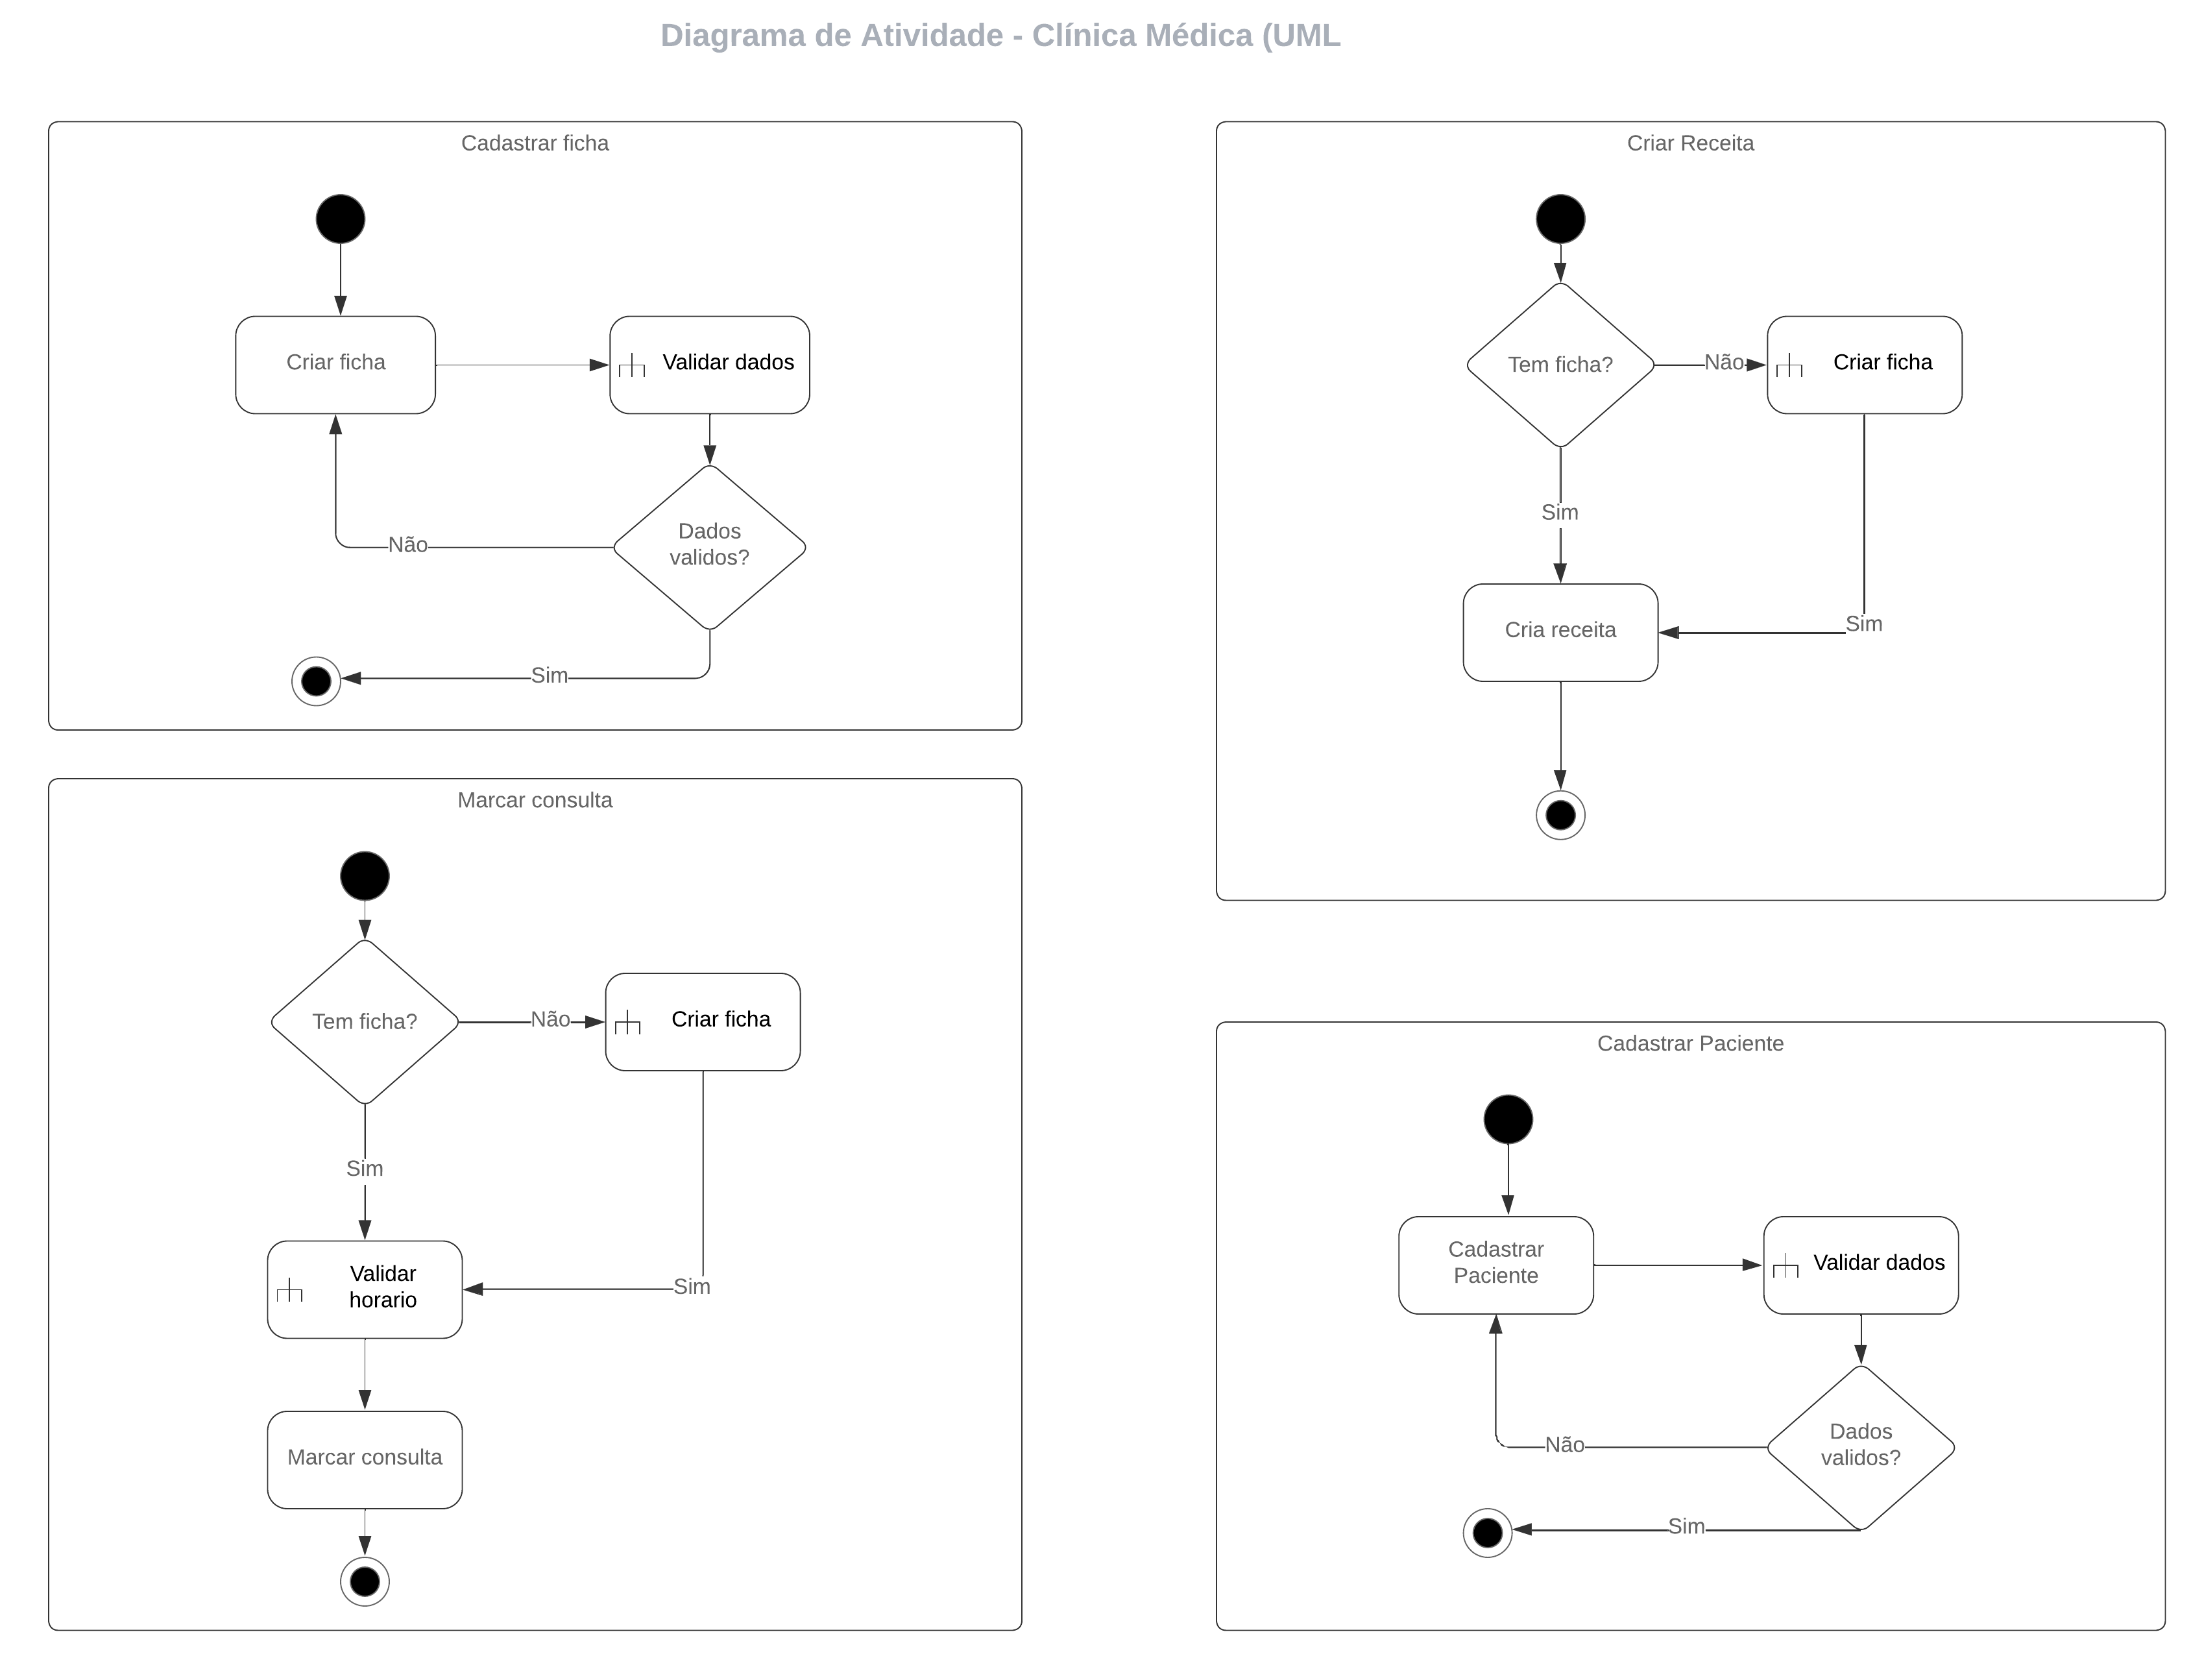 Diagrama de Atividade - Clínica Médica (UML
Cadastrar ficha
Criar ficha
Validar dados
Dados
validos?
Não
Sim
Marcar consulta
Tem ficha?
Não
Criar ficha
Sim
Validar
horario
Sim
Marcar consulta
Criar Receita
Tem ficha?
Não
Criar ficha
Sim
Cria receita
Sim
Cadastrar Paciente
Cadastrar
Paciente
Validar dados
Dados
validos?
Não
Sim